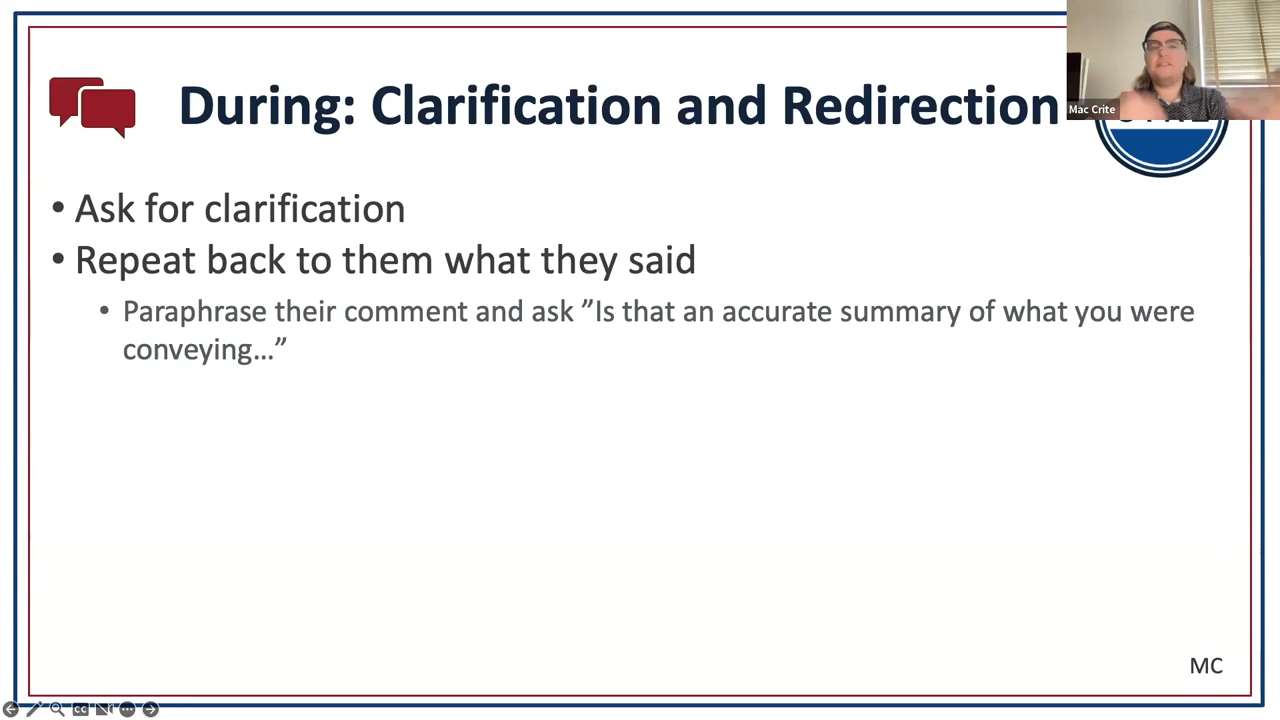 During: Clarification and Redirection
Mac Crite
• Ask for clarification
• Repeat back to them what they said
• Paraphrase their comment and ask ”Is that an accurate summary of what you were
conveying…”
MC
CC